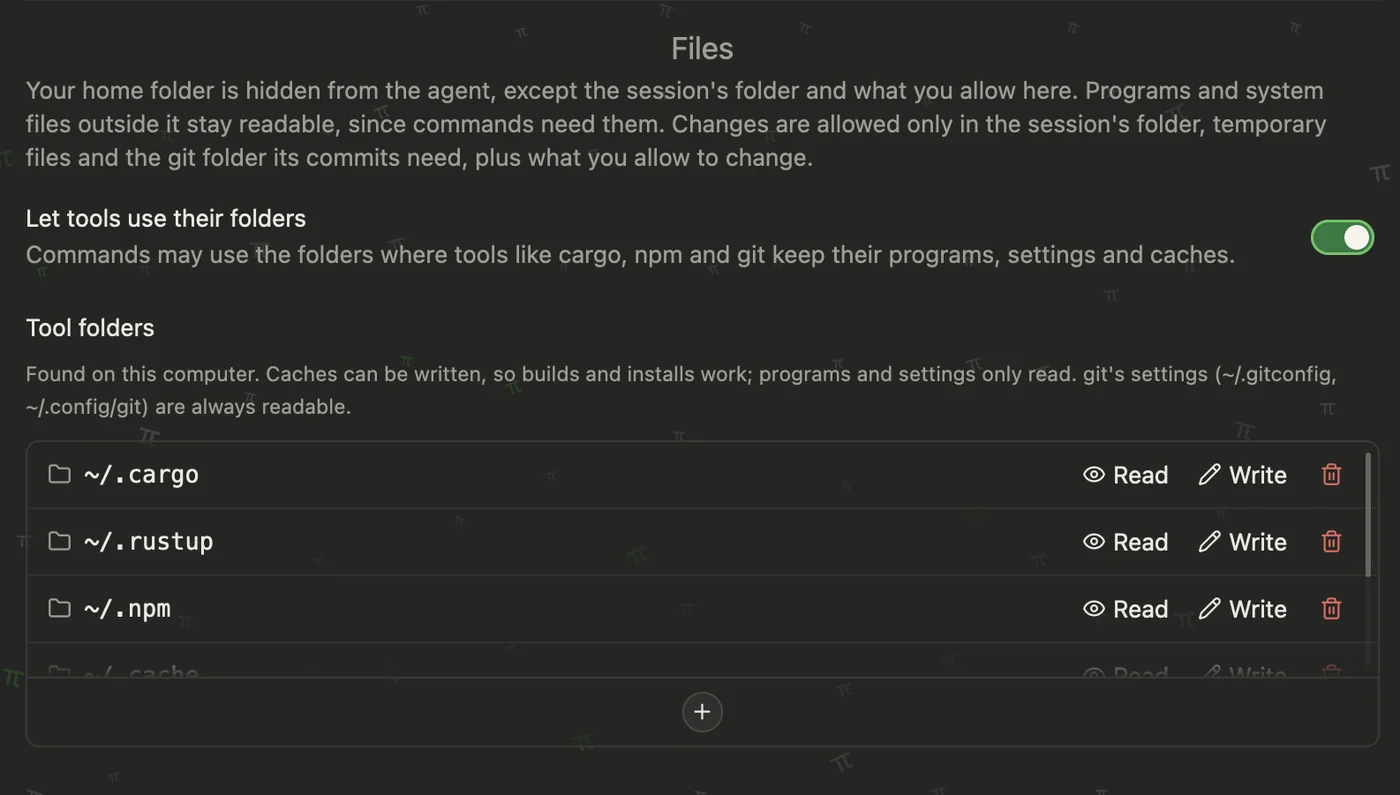 Files
Your home folder is hidden from the agent, except the session's folder and what you allow here. Programs and system
files outside it stay readable, since commands need them. Changes are allowed only in the session's folder, temporary
files and the git folder its commits need, plus what you allow to change.
Let tools use their folders
Commands may use the folders where tools like cargo, npm and git keep their programs, settings and caches.
Tool folders
Found on this computer. Caches can be written, so builds and installs work; programs and settings only read. git's settings (~/.gitconfig,
~/.config/git) are always readable.
~/.cargo Read Write
~/.rustup Read Write
~/.npm Read Write
~/.cache Read Write